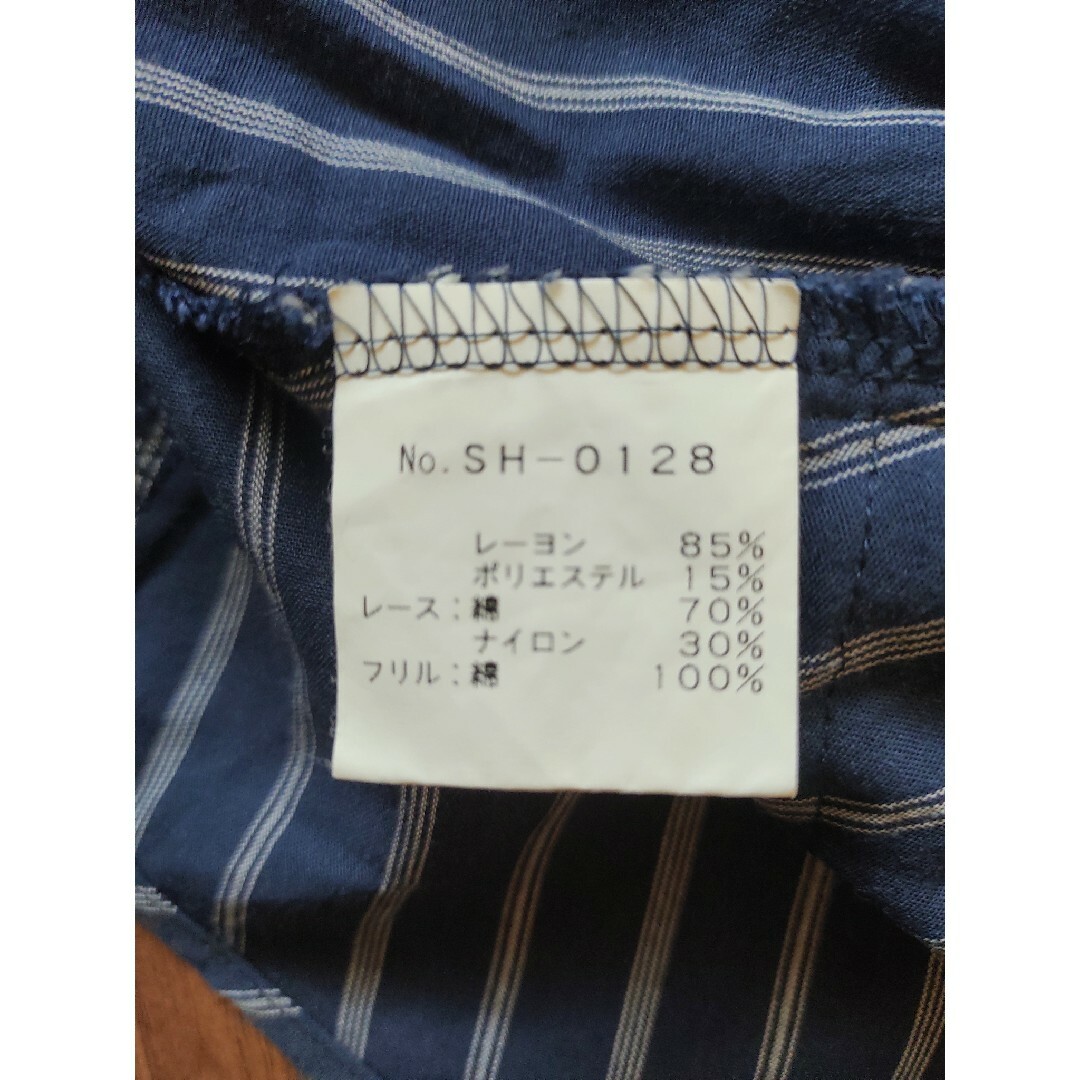 No.SH-0128
レーヨン 85%
ポリエステル 15%
レース:綿 70%
ナイロン 30%
フリル:綿 100%